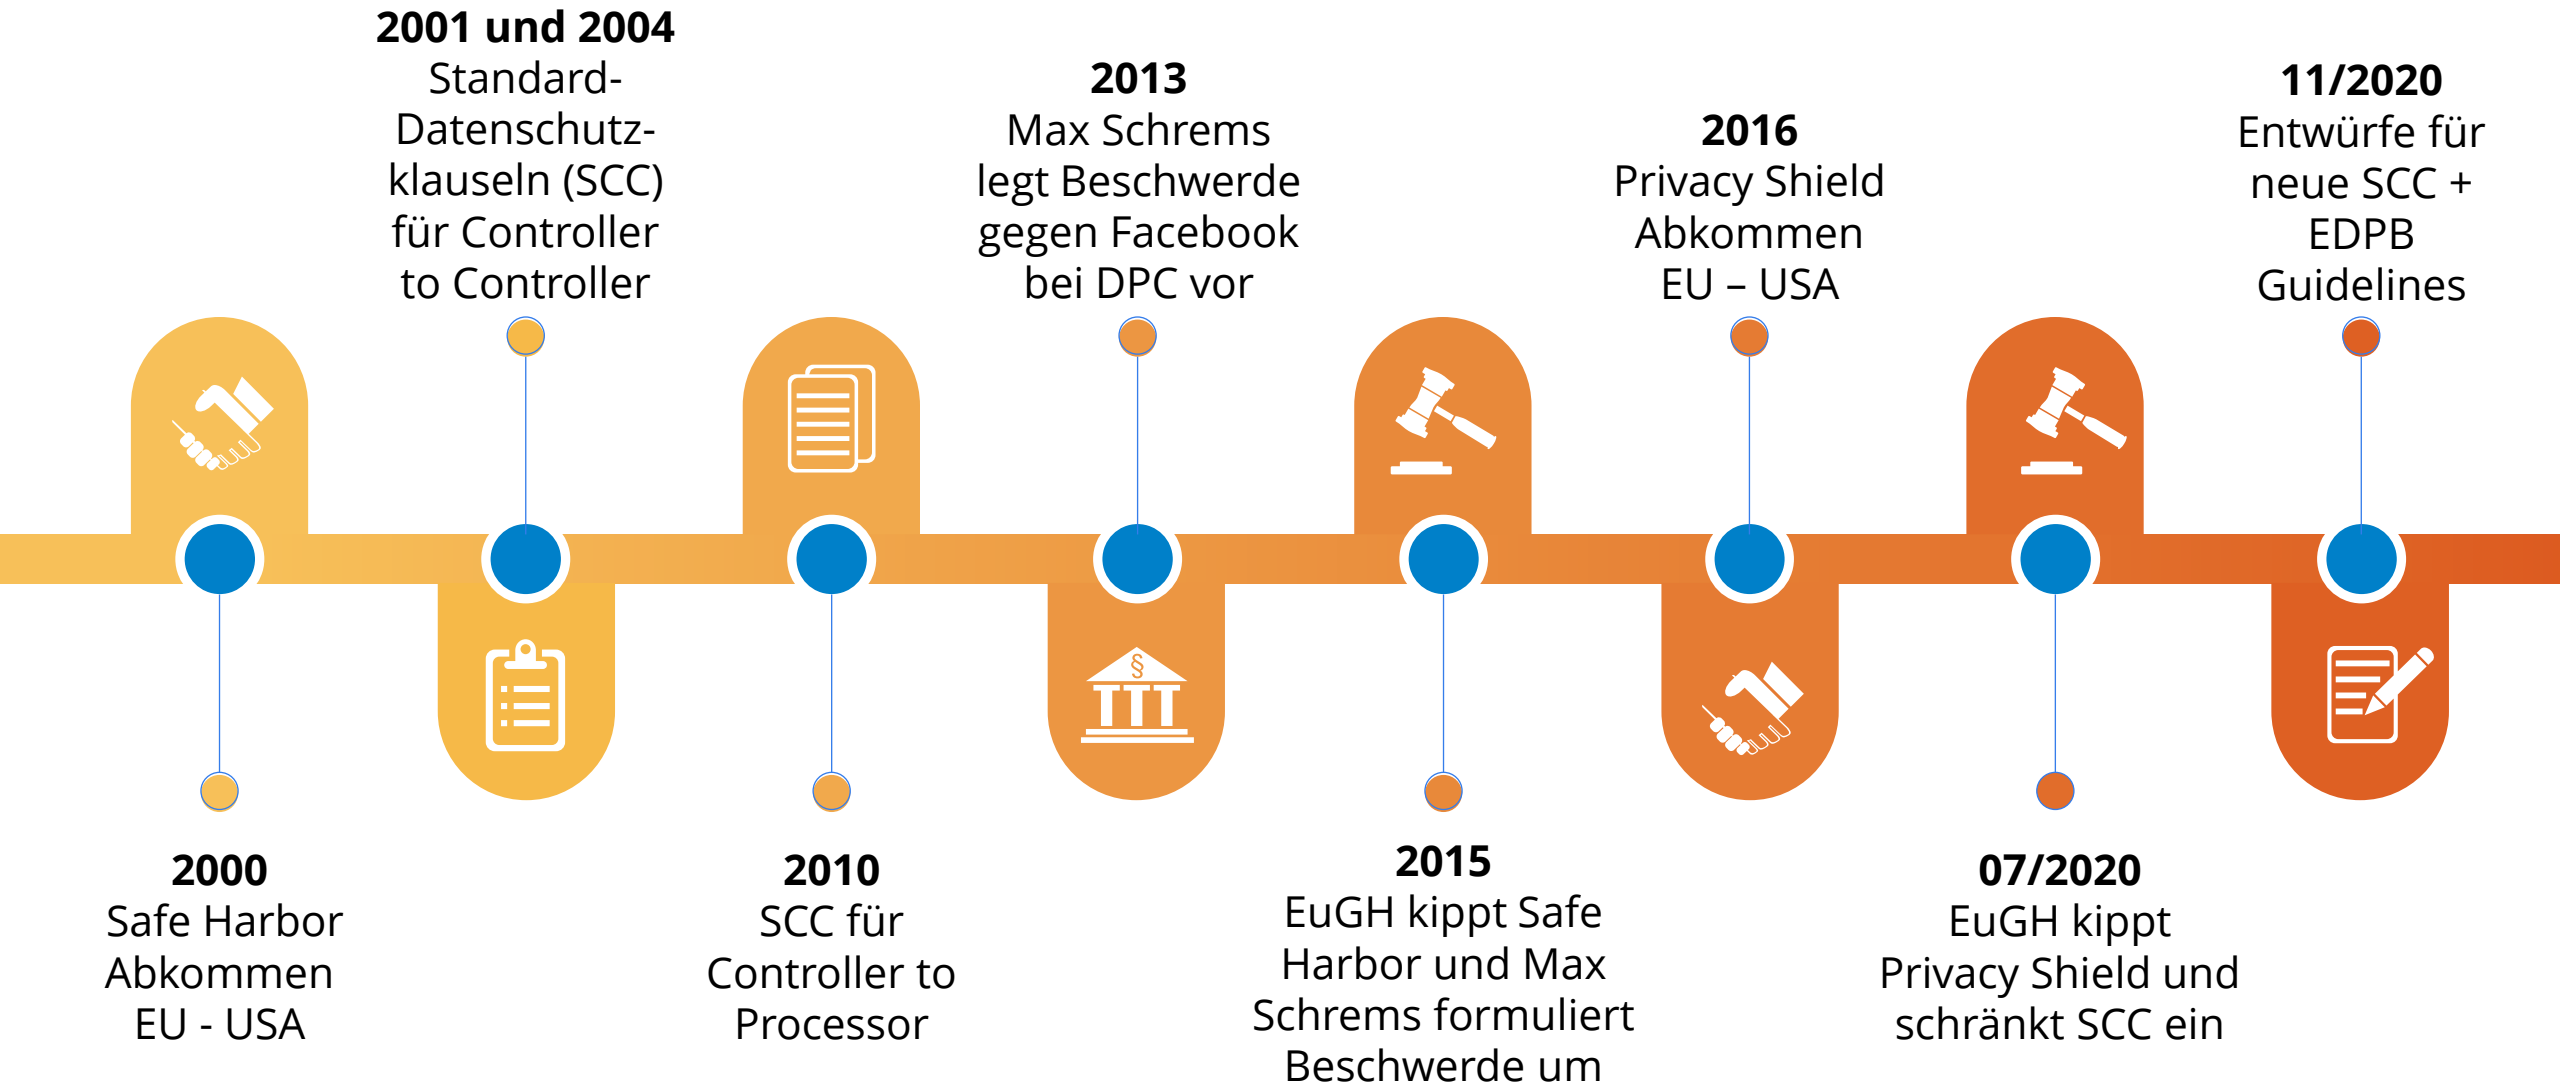 2001 und 2004
Standard-
Datenschutz-
klauseln (SCC)
für Controller
to Controller
2013
Max Schrems
legt Beschwerde
gegen Facebook
bei DPC vor
2016
Privacy Shield
Abkommen
EU – USA
11/2020
Entwürfe für
neue SCC +
EDPB
Guidelines
§
2000
Safe Harbor
Abkommen
EU - USA
2010
SCC für
Controller to
Processor
2015
EuGH kippt Safe
Harbor und Max
Schrems formuliert
Beschwerde um
07/2020
EuGH kippt
Privacy Shield und
schränkt SCC ein